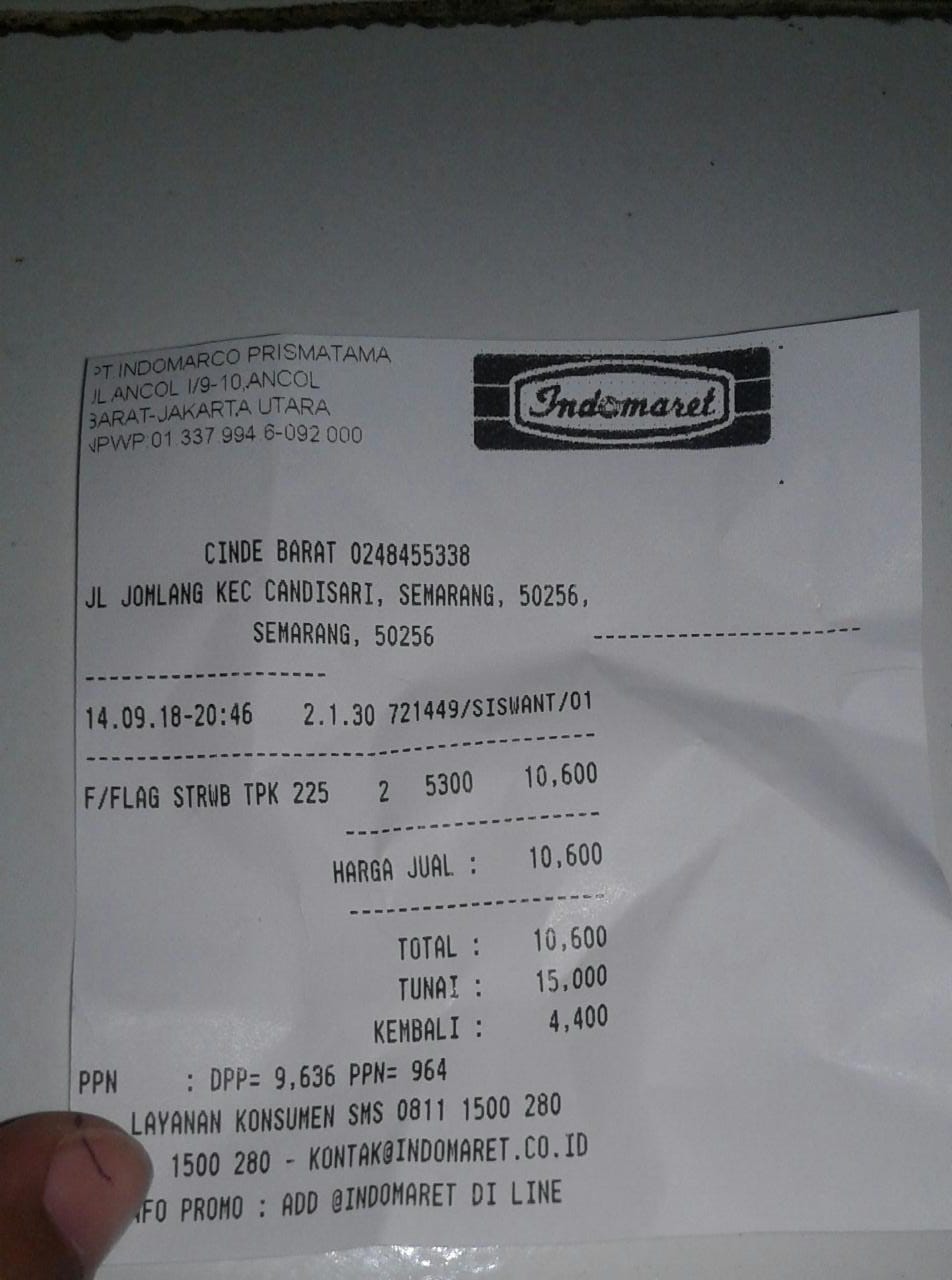 PT.INDOMARCO PRISMATAMA
JL.ANCOL I/9-10,ANCOL
BARAT-JAKARTA UTARA
NPWP:01.337.994.6-092.000
Indomaret
CINDE BARAT 0248455338
JL JOMLANG KEC CANDISARI, SEMARANG, 50256,
SEMARANG, 50256
14.09.18-20:46 2.1.30 721449/SISWANT/01
F/FLAG STRWB TPK 225 2 5300 10,600
HARGA JUAL : 10,600
TOTAL : 10,600
TUNAI : 15,000
KEMBALI : 4,400
PPN : DPP= 9,636 PPN= 964
LAYANAN KONSUMEN SMS 0811 1500 280
1500 280 - KONTAK@INDOMARET.CO.ID
FO PROMO : ADD @INDOMARET DI LINE